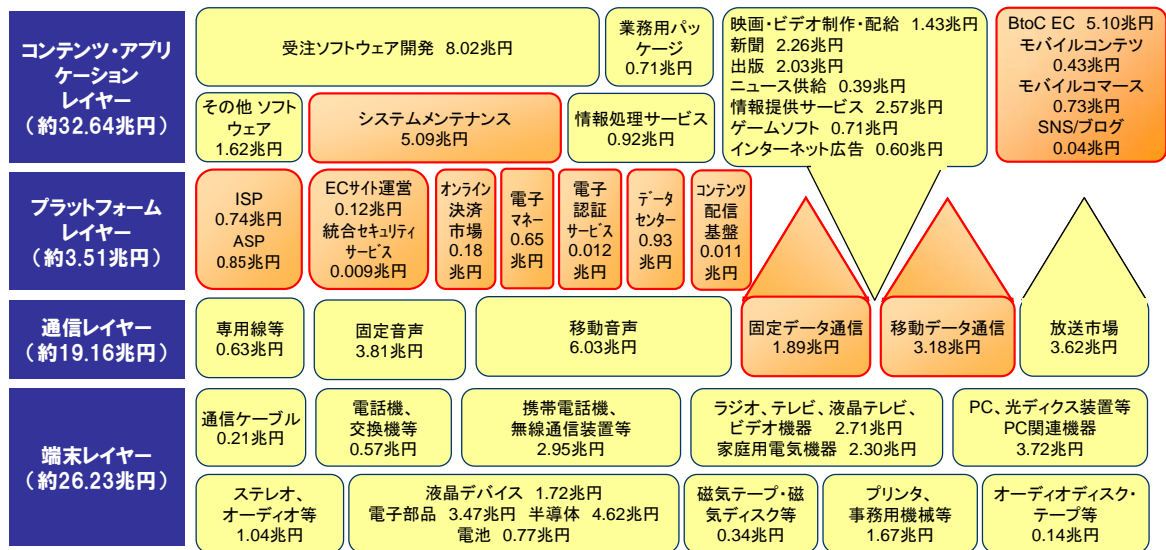 コンテンツ・アプリ
ケーション
レイヤー
(約32.64兆円)
受注ソフトウェア開発 8.02兆円
業務用パッ
ケージ
0.71兆円
映画・ビデオ制作・配給 1.43兆円
新聞 2.26兆円
出版 2.03兆円
ニュース供給 0.39兆円
情報提供サービス 2.57兆円
ゲームソフト 0.71兆円
インターネット広告 0.60兆円
BtoC EC 5.10兆円
モバイルコンテツ
0.43兆円
モバイルコマース
0.73兆円
SNS/ブログ
0.04兆円
その他 ソフト
ウェア
1.62兆円
システムメンテナンス
5.09兆円
情報処理サービス
0.92兆円
プラットフォーム
レイヤー
(約3.51兆円)
ISP
0.74兆円
ASP
0.85兆円
ECサイト運営
0.12兆円
統合セキュリティ
サービス
0.009兆円
オンライン
決済
市場
0.18
兆円
電子
マネー
0.65
兆円
電子
認証
サービス
0.012
兆円
データ
センター
0.93
兆円
コンテンツ
配信
基盤
0.011
兆円
通信レイヤー
(約19.16兆円)
専用線等
0.63兆円
固定音声
3.81兆円
移動音声
6.03兆円
固定データ通信
1.89兆円
移動データ通信
3.18兆円
放送市場
3.62兆円
端末レイヤー
(約26.23兆円)
通信ケーブル
0.21兆円
電話機、
交換機等
0.57兆円
携帯電話機、
無線通信装置等
2.95兆円
ラジオ、テレビ、液晶テレビ、
ビデオ機器 2.71兆円
家庭用電気機器 2.30兆円
PC、光ディクス装置等
PC関連機器
3.72兆円
ステレオ、
オーディオ等
1.04兆円
液晶デバイス 1.72兆円
電子部品 3.47兆円 半導体 4.62兆円
電池 0.77兆円
磁気テープ・磁
気ディスク等
0.34兆円
プリンタ、
事務用機械等
1.67兆円
オーディオディスク・
テープ等
0.14兆円